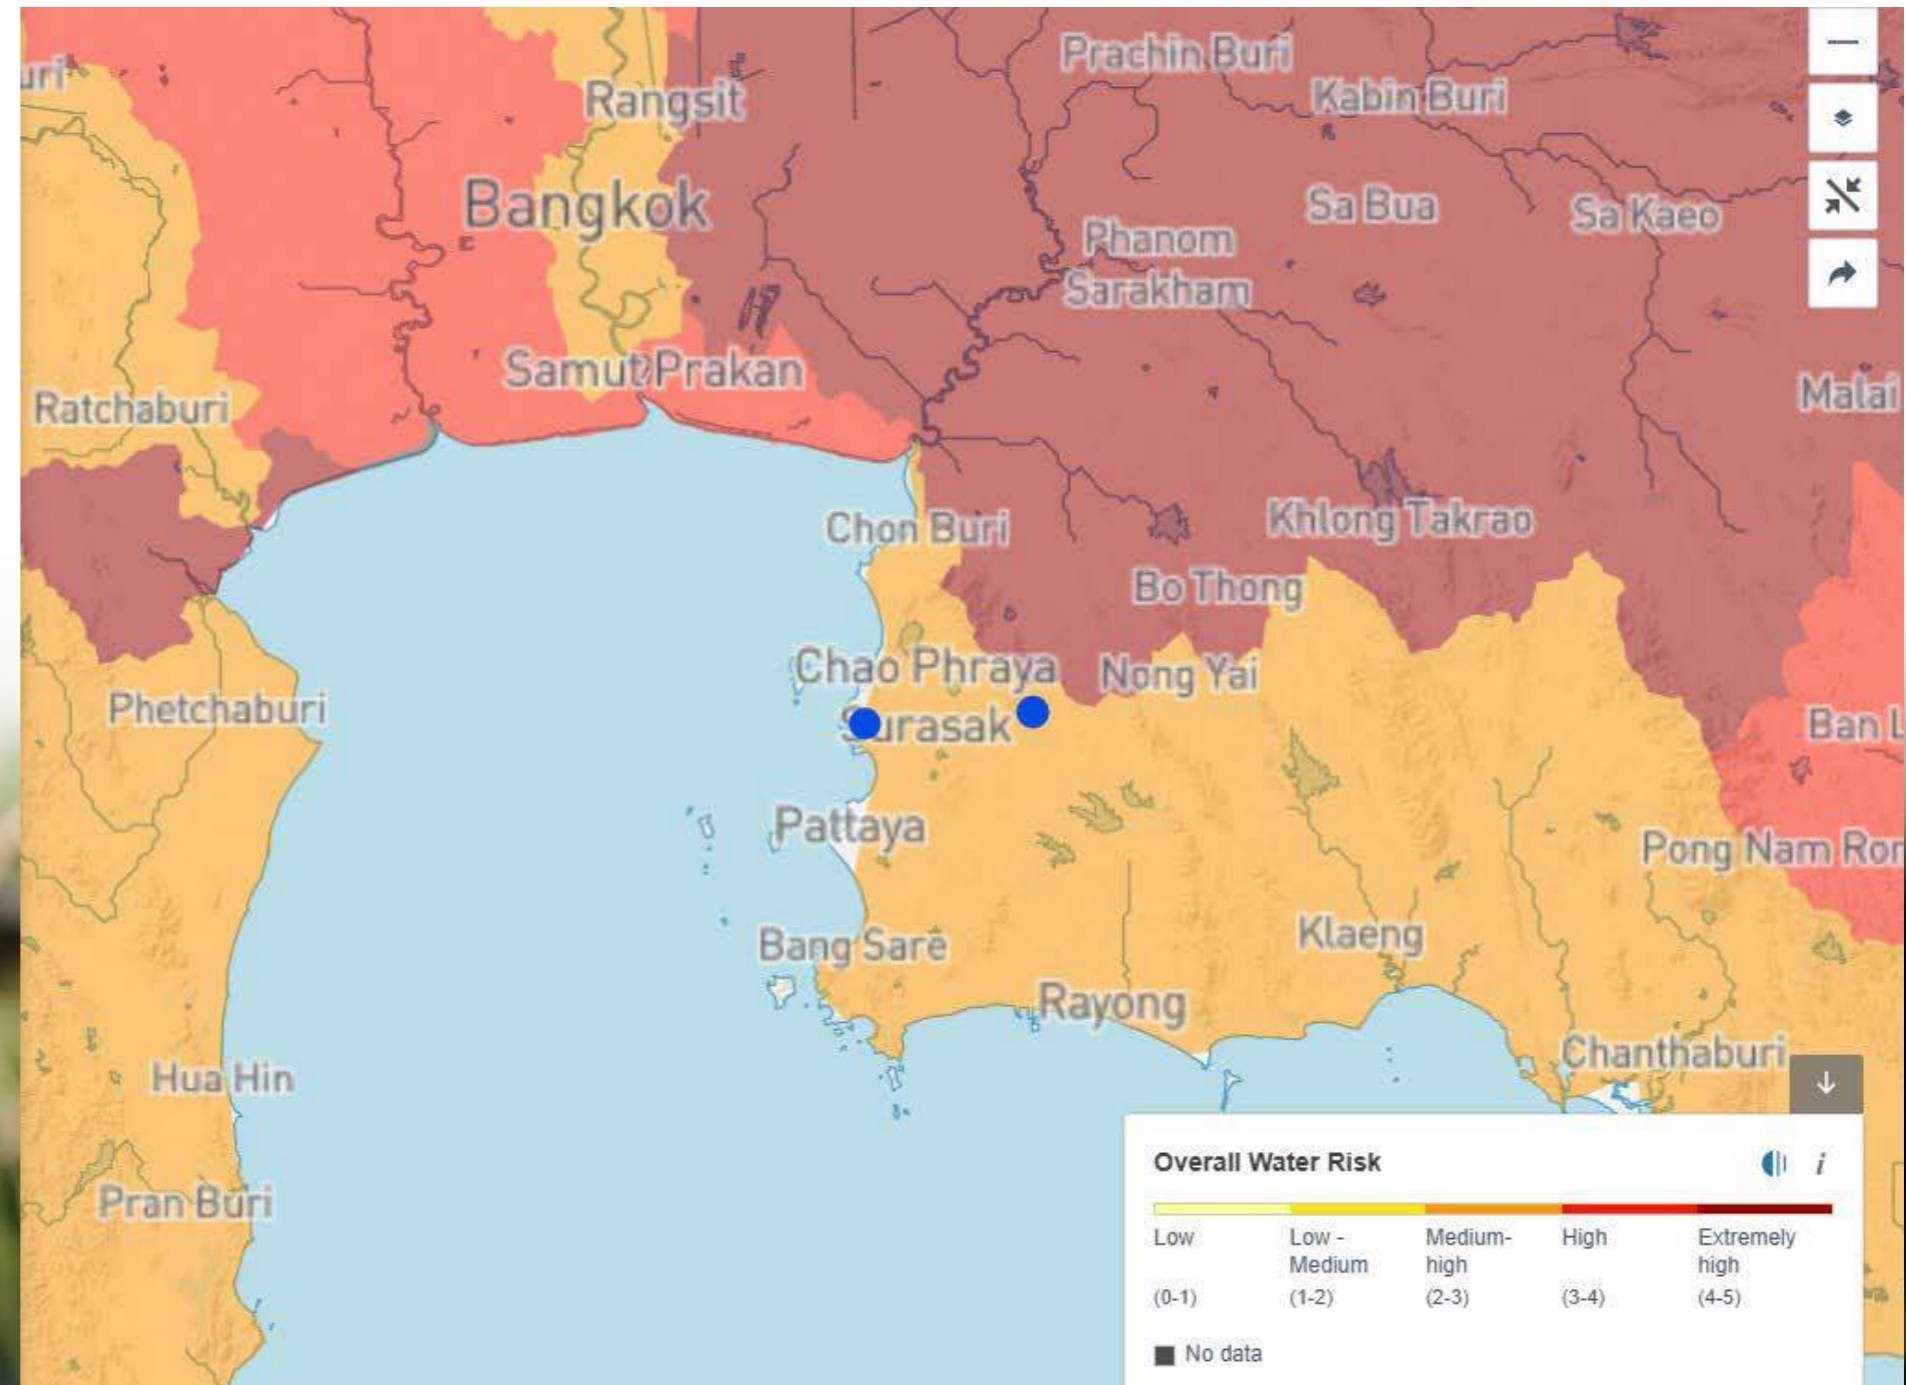 uri
Prachin Buri
Rangsit
Kabin Buri
Bangkok
Sa Bua
Sa Kaeo
Phanom
Sarakham
Samut Prakan
Ratchaburi
Malai
Chon Buri
Khlong Takrao
Bo Thong
Chao Phraya
Surasak
Nong Yai
Phetchaburi
Ban L
Pattaya
Pong Nam Ron
Klaeng
Bang Sare
Rayong
Chanthaburi
Hua Hin
Pran Buri
Overall Water Risk
i
Low
Low -
Medium
Medium-
high
High
Extremely
high
(0-1)
(1-2)
(2-3)
(3-4)
(4-5)
No data